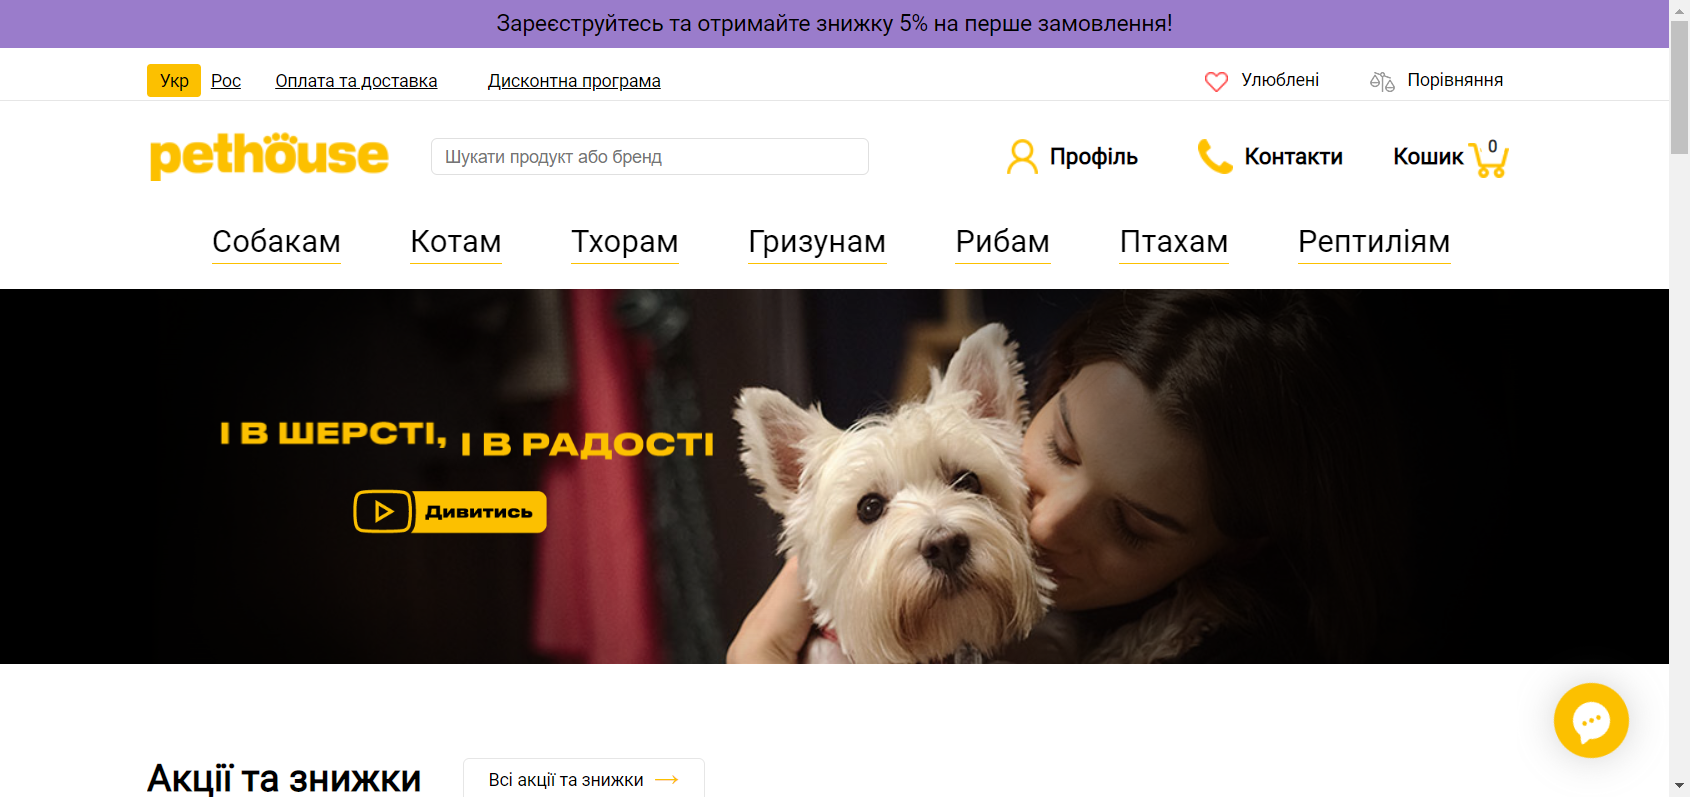 Зареєструйтесь та отримайте знижку 5% на перше замовлення!
Укр Рос Оплата та доставка Дисконтна програма Улюблені Порівняння
pethouse Шукати продукт або бренд Профіль Контакти Кошик 0
Собакам Котам Тхорам Гризунам Рибам Птахам Рептиліям
І В ШЕРСТІ, І В РАДОСТІ
Дивитись
Акції та знижки Всі акції та знижки →